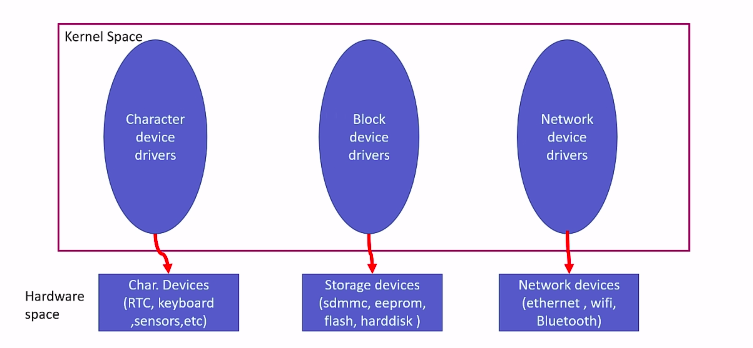 Kernel Space
Character
device
drivers
Block
device
drivers
Network
device
drivers
Hardware
space
Char. Devices
(RTC, keyboard
,sensors,etc)
Storage devices
(sdmmc, eeprom,
flash, harddisk )
Network devices
(ethernet , wifi,
Bluetooth)